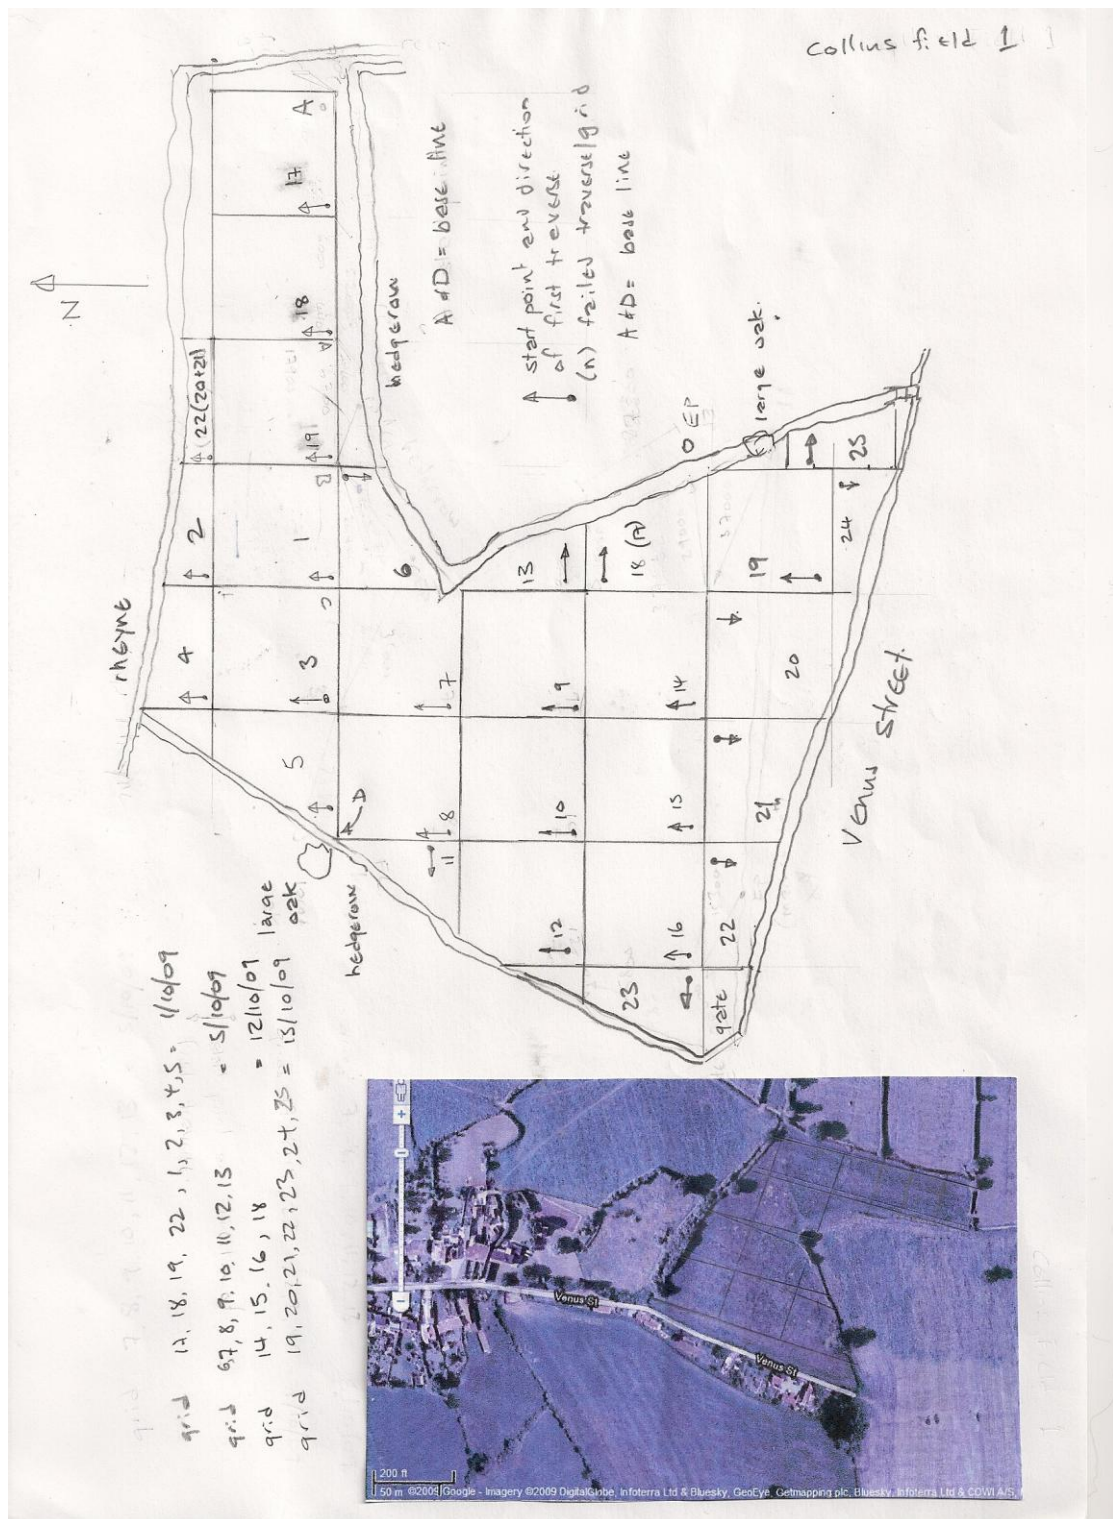 Collins field 1
N
rheyne
A
17
18
A
22(20+21)
19
B
2
1
6
4
3
C
5
D
7
8
11
9
10
12
13
18 (17)
14
15
16
23
19
20
21
22
24
25
gate
hedgerow
hedgerow
large
oak
large oak.
O EP
Venus Street
A & D = base line
start point and direction
of first traverse
(n) failed traverse/grid
A & D = base line
grid 17, 18, 19, 22, 1, 2, 3, 4, 5 = 1/10/09
grid 6,7, 8, 9, 10, 11, 12, 13 = 5/10/09
grid 14, 15, 16, 18 = 12/10/09
grid 19, 20, 21, 22, 23, 24, 25 = 13/10/09
Venus St
Venus St
200 ft
50 m ©2009 Google - Imagery ©2009 DigitalGlobe, Infoterra Ltd & Bluesky, GeoEye, Getmapping plc, Bluesky, Infoterra Ltd & COWI A/S,